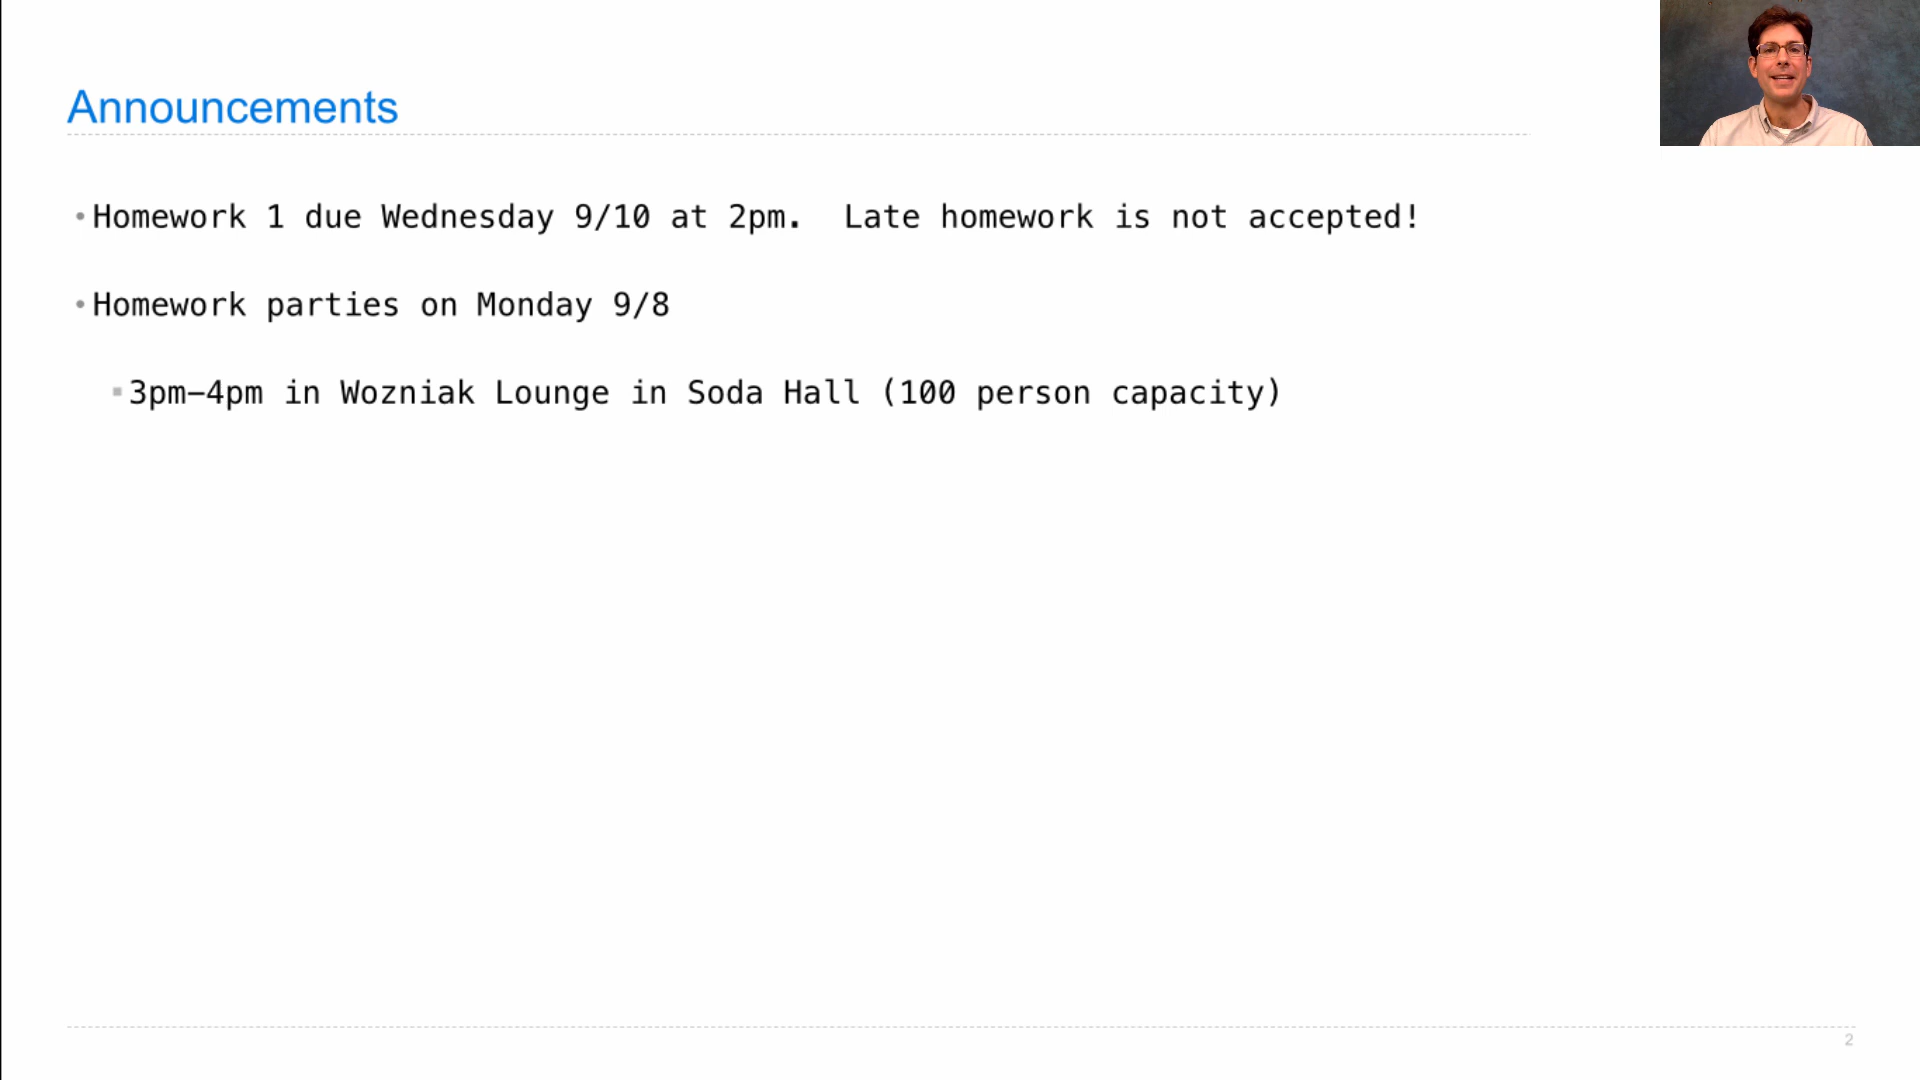 Announcements
•Homework 1 due Wednesday 9/10 at 2pm.  Late homework is not accepted!
•Homework parties on Monday 9/8
▪3pm–4pm in Wozniak Lounge in Soda Hall (100 person capacity)
2